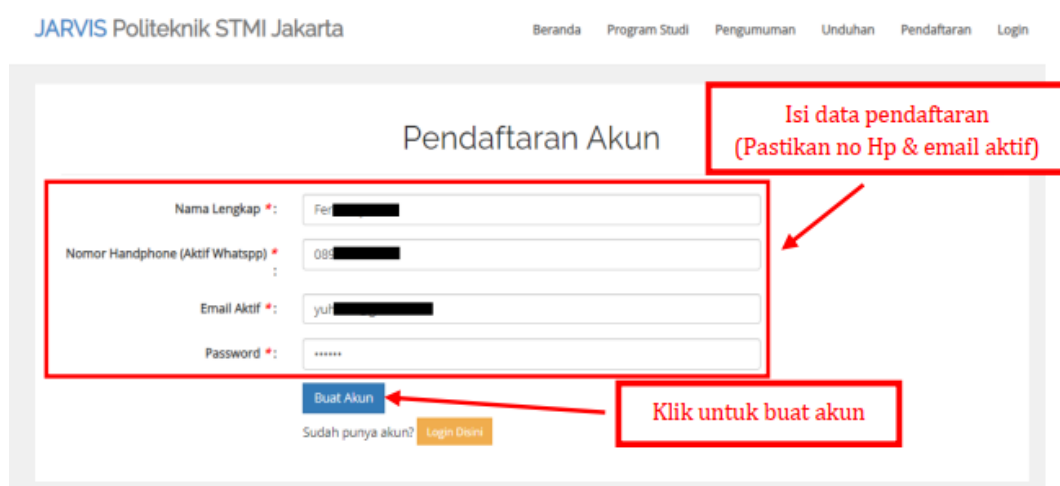 JARVIS Politeknik STMI Jakarta
Beranda Program Studi Pengumuman Unduhan Pendaftaran Login
Isi data pendaftaran
(Pastikan no Hp & email aktif)
Pendaftaran Akun
Nama Lengkap *:
Fer
Nomor Handphone (Aktif Whatspp) *
:
089
Email Aktif *:
yuh
Password *:
······
Buat Akun
Klik untuk buat akun
Sudah punya akun? Login Disini